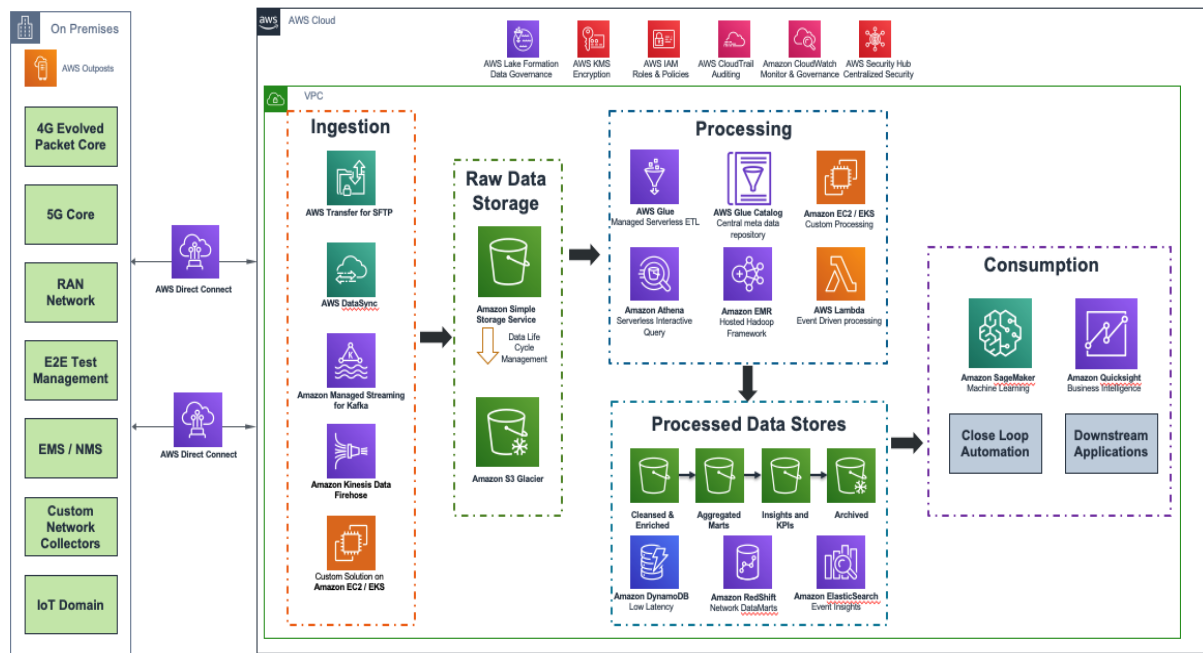 On Premises
AWS Outposts
4G Evolved
Packet Core
5G Core
RAN
Network
E2E Test
Management
EMS / NMS
Custom
Network
Collectors
IoT Domain
AWS Direct Connect
AWS Direct Connect
aws
AWS Cloud
AWS Lake Formation
Data Governance
AWS KMS
Encryption
AWS IAM
Roles & Policies
AWS CloudTrail
Auditing
Amazon CloudWatch
Monitor & Governance
AWS Security Hub
Centralized Security
VPC
Ingestion
AWS Transfer for SFTP
AWS DataSync
K
Amazon Managed Streaming
for Kafka
Amazon Kinesis Data
Firehose
Custom Solution on
Amazon EC2 / EKS
Raw Data
Storage
Amazon Simple
Storage Service
Data Life
Cycle
Management
Amazon S3 Glacier
Processing
AWS Glue
Managed Serverless ETL
AWS Glue Catalog
Central meta data
repository
Amazon EC2 / EKS
Custom Processing
Amazon Athena
Serverless Interactive
Query
Amazon EMR
Hosted Hadoop
Framework
AWS Lambda
Event Driven processing
Processed Data Stores
Cleansed &
Enriched
Aggregated
Marts
Insights and
KPIs
Archived
Amazon DynamoDB
Low Latency
Amazon RedShift
Network DataMarts
Amazon ElasticSearch
Event Insights
Consumption
Amazon SageMaker
Machine Learning
Amazon Quicksight
Business Intelligence
Close Loop
Automation
Downstream
Applications